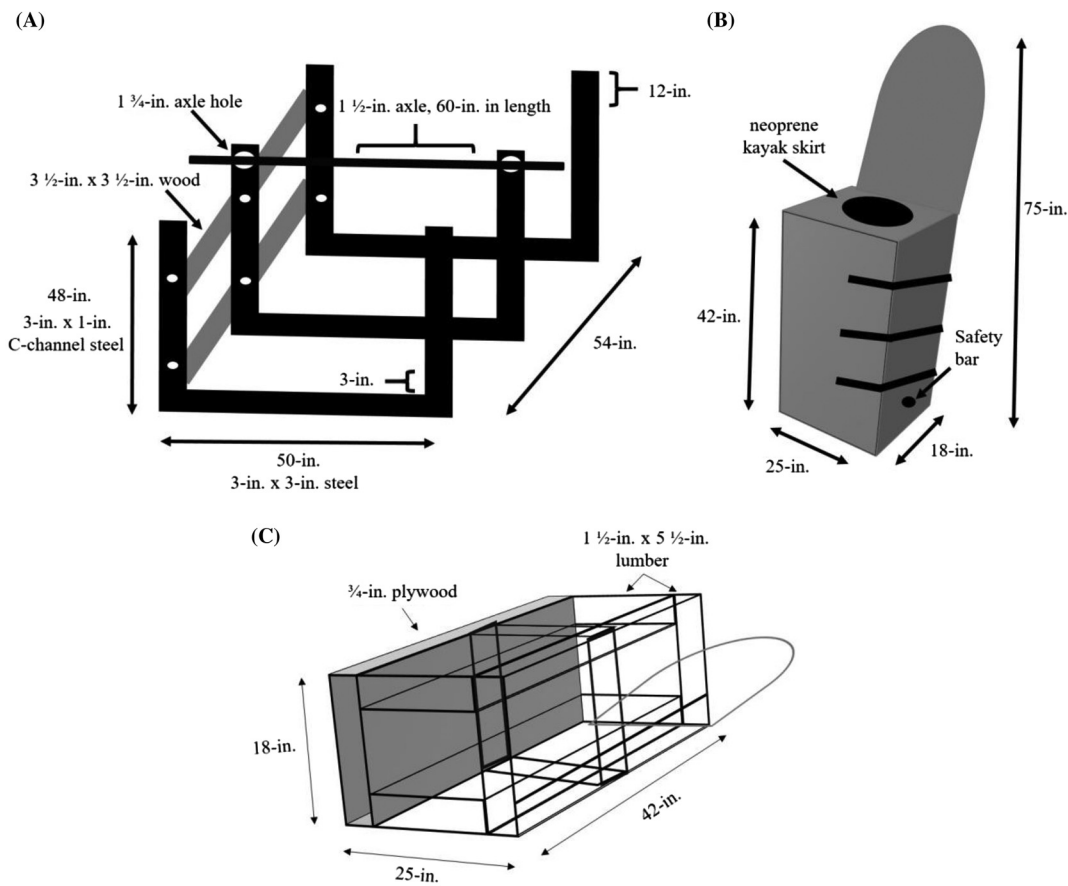 (A)
1 ¾-in. axle hole
1 ½-in. axle, 60-in. in length
12-in.
3 ½-in. x 3 ½-in. wood
48-in.
3-in. x 1-in.
C-channel steel
3-in.
54-in.
50-in.
3-in. x 3-in. steel
(B)
neoprene
kayak skirt
75-in.
42-in.
Safety
bar
25-in.
18-in.
(C)
1 ½-in. x 5 ½-in.
lumber
¾-in. plywood
18-in.
42-in.
25-in.